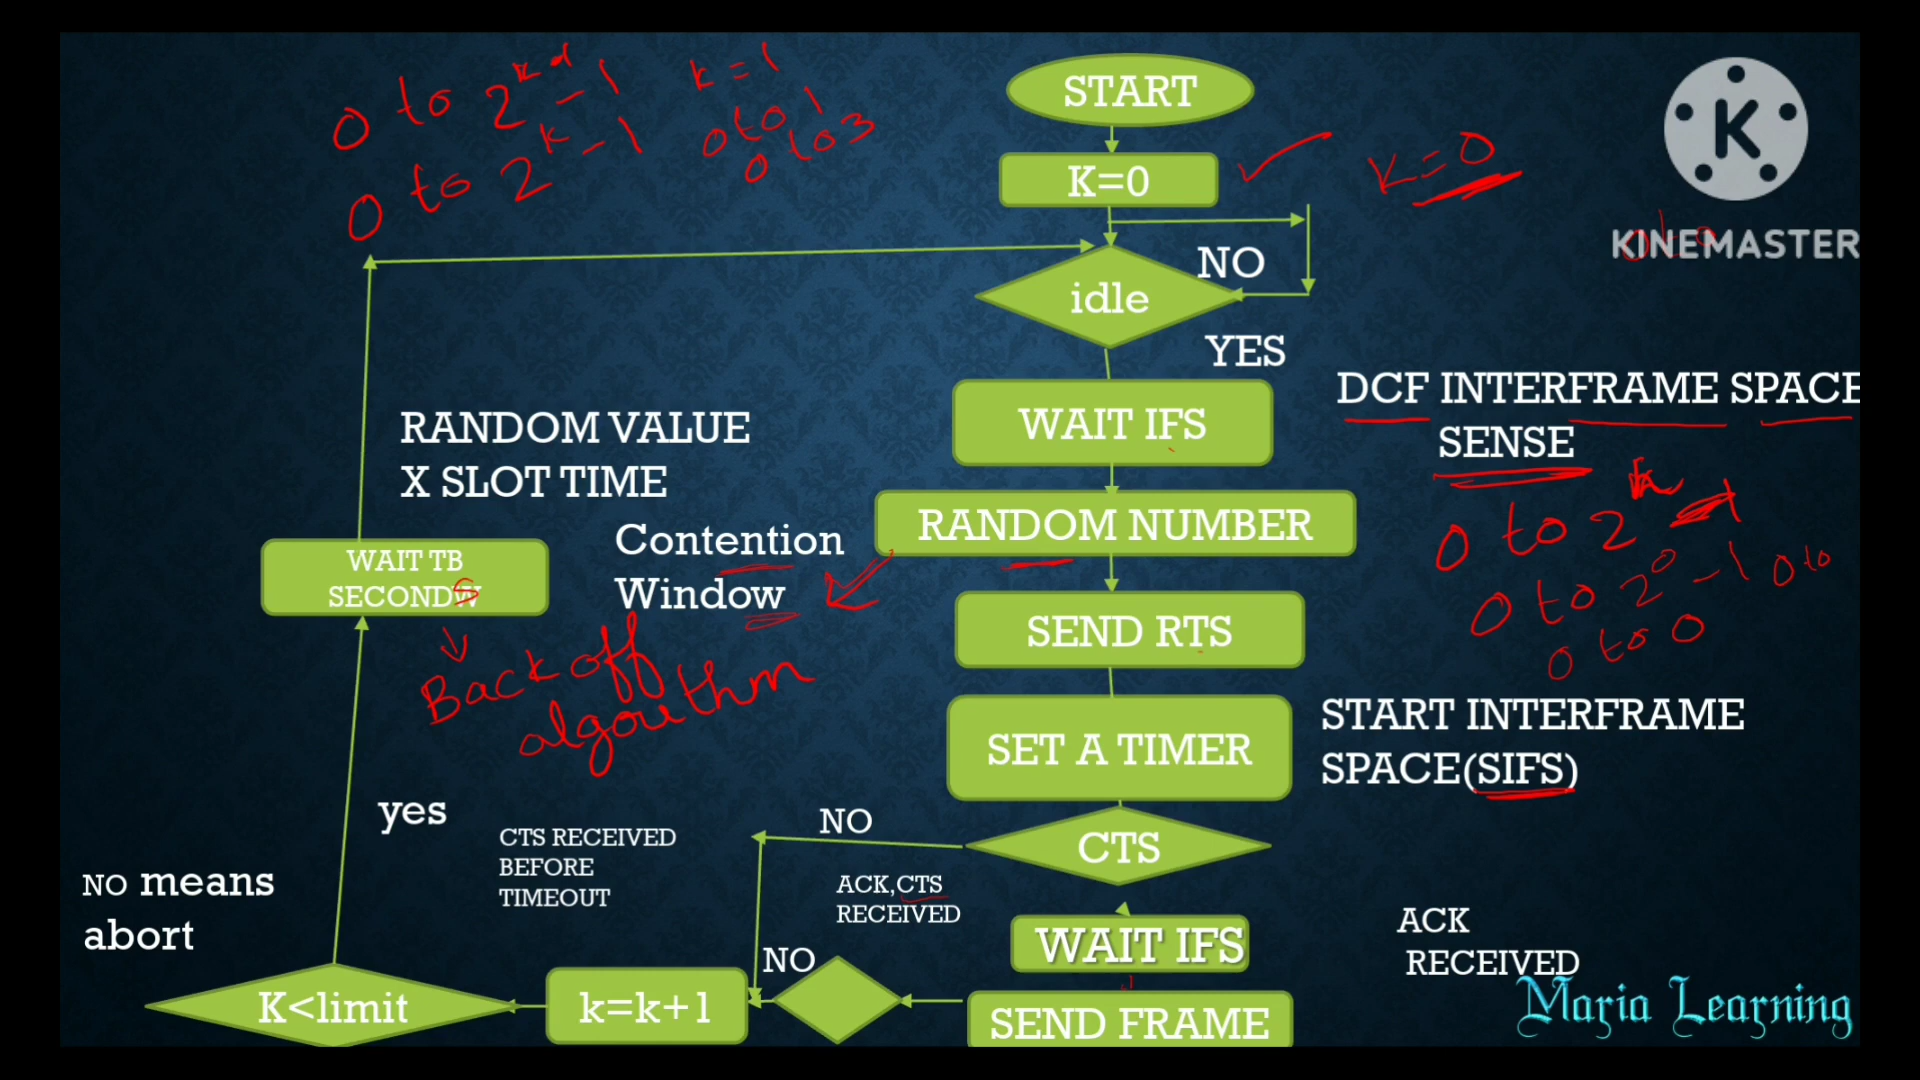 0 to 2^k - 1
k = 1
0 to 2^k - 1
0 to 1
0 to 3
START
K=0
k=0
KINEMASTER
NO
idle
YES
WAIT IFS
DCF INTERFRAME SPACE
SENSE
RANDOM VALUE
X SLOT TIME
RANDOM NUMBER
0 to 2^k - 1
0 to 2^0 - 1
0 to
0 to 0
Contention
Window
WAIT TB
SECONDS
Back off
algorithm
SEND RTS
SET A TIMER
START INTERFRAME
SPACE(SIFS)
yes
NO
CTS
CTS RECEIVED
BEFORE
TIMEOUT
NO means
abort
ACK,CTS
RECEIVED
WAIT IFS
ACK
RECEIVED
NO
K<limit
k=k+1
SEND FRAME
Maria Learning